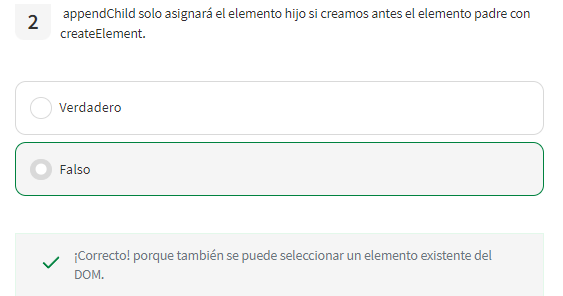 2
appendChild solo asignará el elemento hijo si creamos antes el elemento padre con
createElement.
Verdadero
Falso
¡Correcto! porque también se puede seleccionar un elemento existente del
DOM.